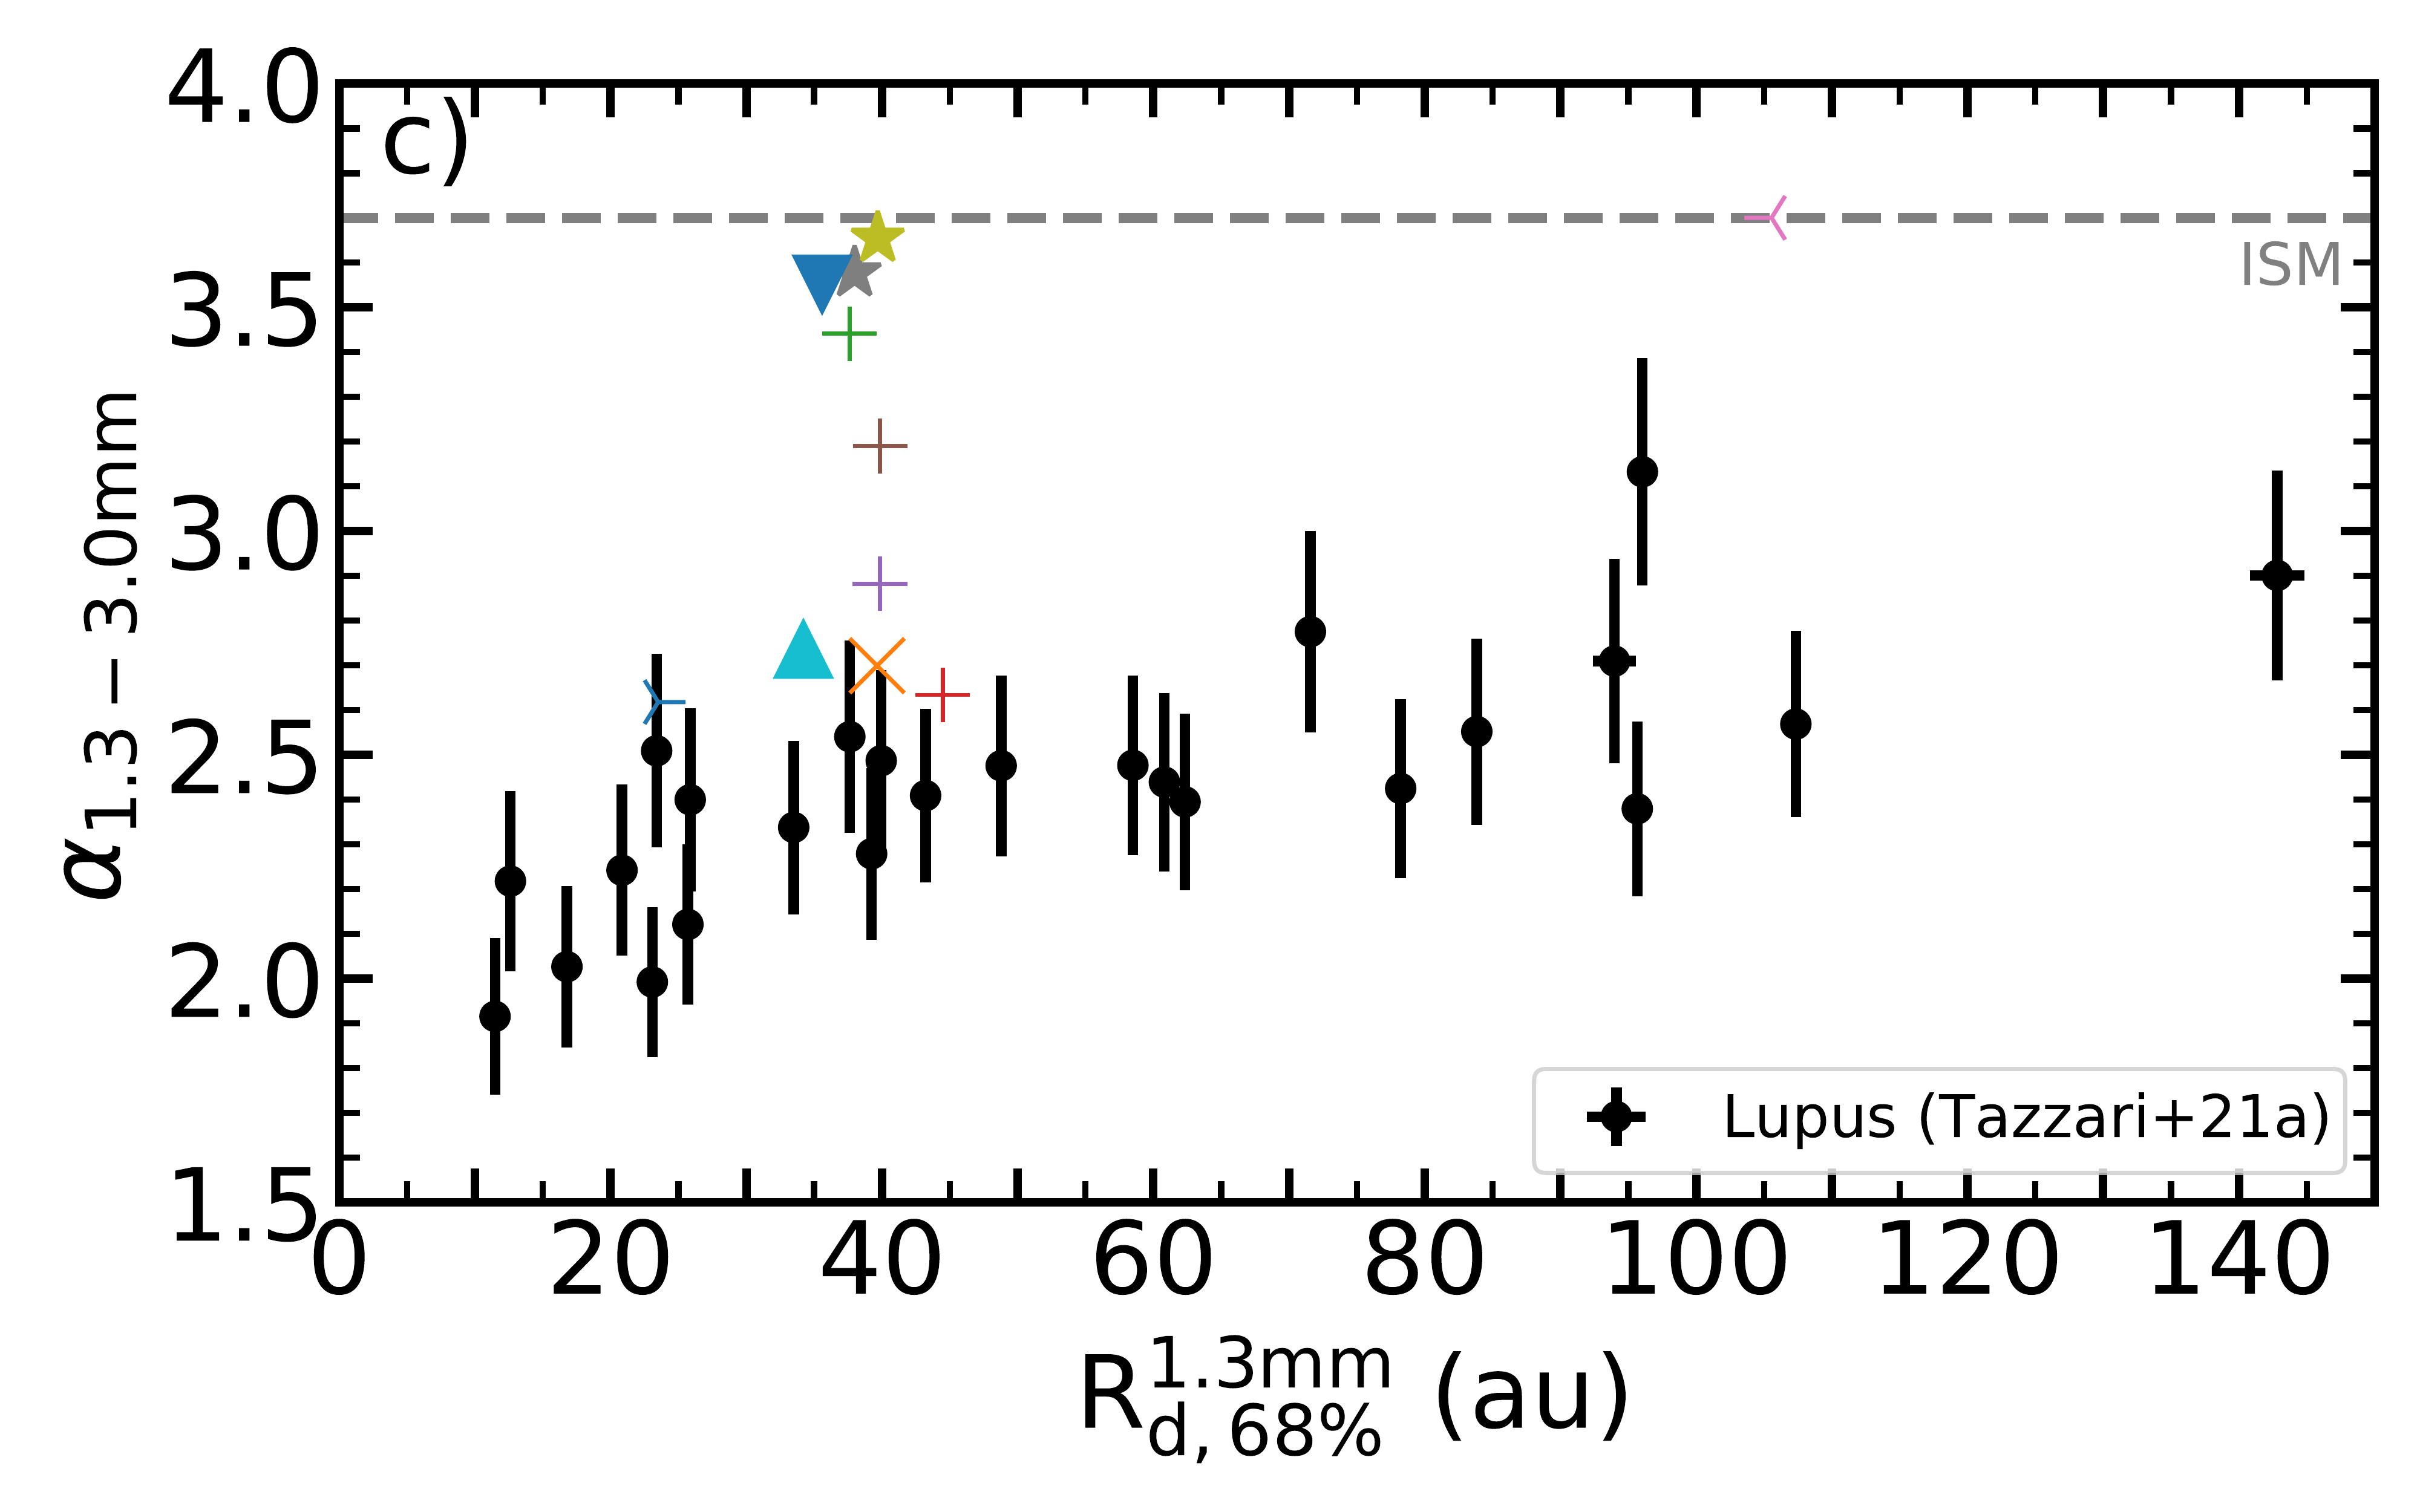 c)
4.0
3.5
3.0
2.5
2.0
1.5
α1.3 − 3.0mm
ISM
Lupus (Tazzari+21a)
0 20 40 60 80 100 120 140
R1.3mm d, 68% (au)